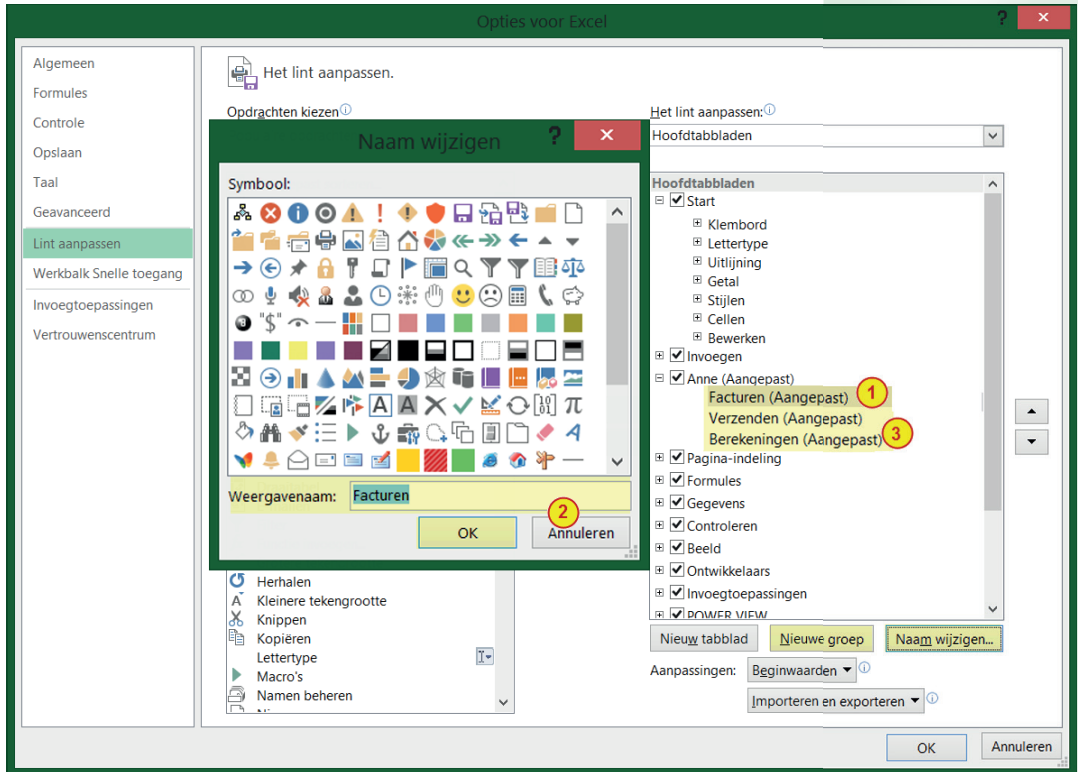 Opties voor Excel
?
Algemeen
Formules
Controle
Opslaan
Taal
Geavanceerd
Lint aanpassen
Werkbalk Snelle toegang
Invoegtoepassingen
Vertrouwenscentrum
Het lint aanpassen.
Opdrachten kiezen
Naam wijzigen
?
Symbool:
"$"
A A
π
A
Weergavenaam: Facturen
2
OK
Annuleren
Herhalen
Kleinere tekengrootte
Knippen
Kopiëren
Lettertype
Macro's
Namen beheren
Het lint aanpassen:
Hoofdtabbladen
Hoofdtabbladen
Start
Klembord
Lettertype
Uitlijning
Getal
Stijlen
Cellen
Bewerken
Invoegen
Anne (Aangepast)
Facturen (Aangepast) 1
Verzenden (Aangepast)
Berekeningen (Aangepast) 3
Pagina-indeling
Formules
Gegevens
Controleren
Beeld
Ontwikkelaars
Invoegtoepassingen
POWER VIEW
Nieuw tabblad
Nieuwe groep
Naam wijzigen...
Aanpassingen: Beginwaarden
Importeren en exporteren
OK
Annuleren